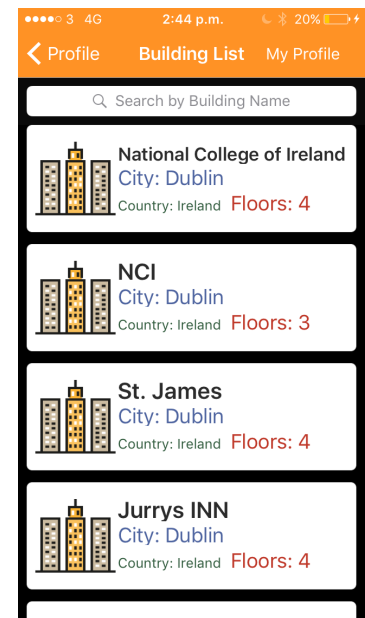 3 4G 2:44 p.m. 20%
Profile Building List My Profile
Search by Building Name
National College of Ireland
City: Dublin
Country: Ireland Floors: 4
NCI
City: Dublin
Country: Ireland Floors: 3
St. James
City: Dublin
Country: Ireland Floors: 4
Jurrys INN
City: Dublin
Country: Ireland Floors: 4